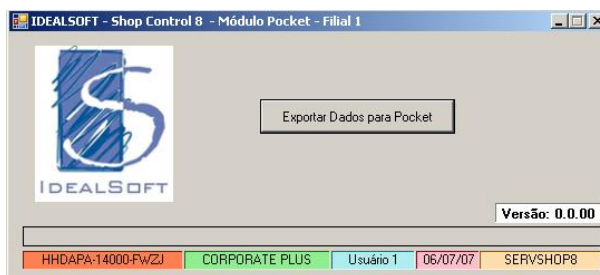 IDEALSOFT - Shop Control 8 - Módulo Pocket - Filial 1
Exportar Dados para Pocket
IDEALSOFT
Versão: 0.0.00
HHDAPA-14000-FWZJ CORPORATE PLUS Usuário 1 06/07/07 SERVSHOP8